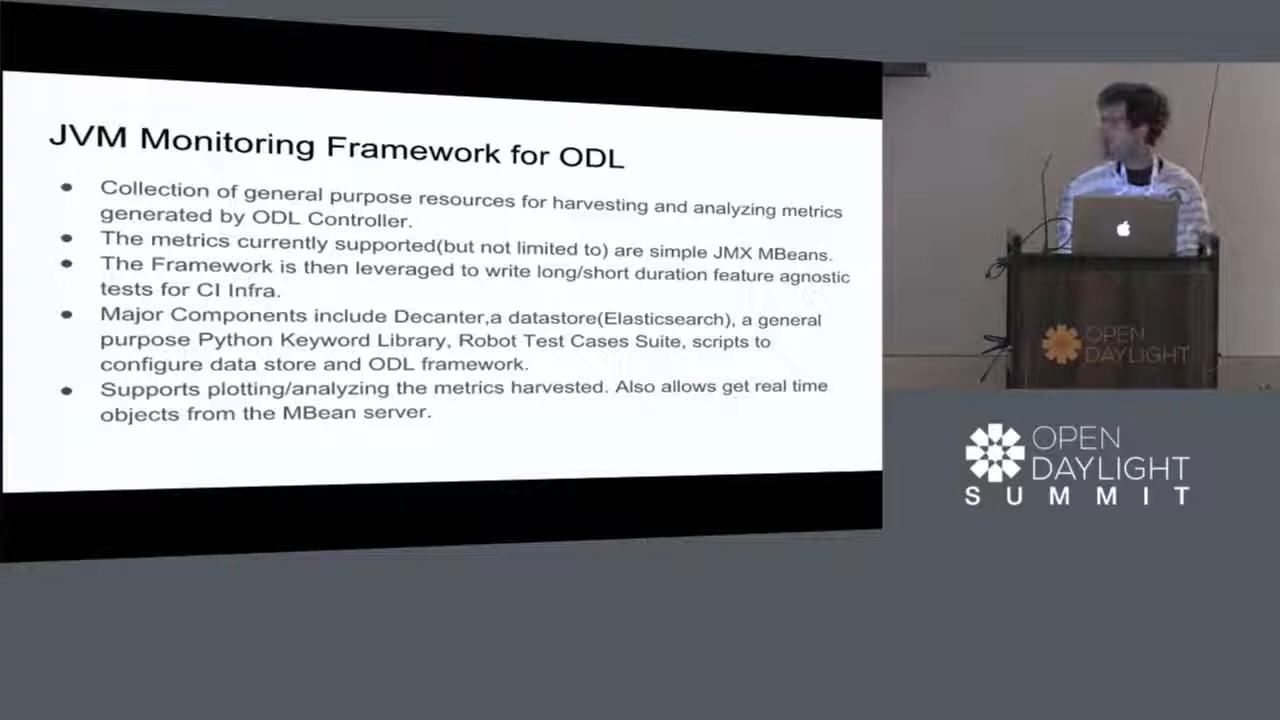 JVM Monitoring Framework for ODL
● Collection of general purpose resources for harvesting and analyzing metrics
generated by ODL Controller.
● The metrics currently supported(but not limited to) are simple JMX MBeans.
● The Framework is then leveraged to write long/short duration feature agnostic
tests for CI Infra.
● Major Components include Decanter,a datastore(Elasticsearch), a general
purpose Python Keyword Library, Robot Test Cases Suite, scripts to
configure data store and ODL framework.
● Supports plotting/analyzing the metrics harvested. Also allows get real time
objects from the MBean server.
OPEN
DAYLIGHT
OPEN
DAYLIGHT
SUMMIT